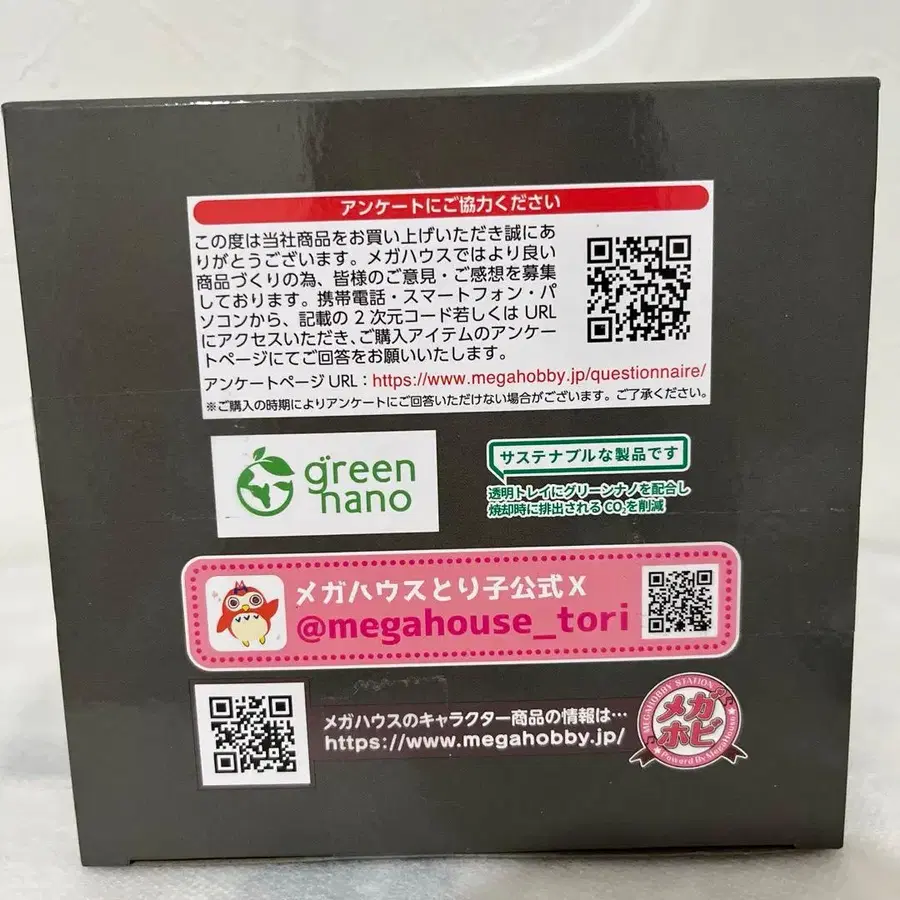 アンケートにご協力ください
この度は当社商品をお買い上げいただき誠にあ
りがとうございます。メガハウスではより良い
商品づくりの為、皆様のご意見・ご感想を募集
しております。携帯電話・スマートフォン・パ
ソコンから、記載の 2 次元コード若しくは URL
にアクセスいただき、ご購入アイテムのアンケー
トページにてご回答をお願いいたします。
アンケートページ URL：https://www.megahobby.jp/questionnaire/
※ご購入の時期によりアンケートにご回答いただけない場合がございます。ご了承ください。
green
nano
サステナブルな製品です
透明トレイにグリーンナノを配合し
焼却時に排出される CO₂を削減
メガハウスとり子公式 X
@megahouse_tori
メガハウスのキャラクター商品の情報は…
https://www.megahobby.jp/
MEGAHOBBY STATION
メガ
ホビ
Powered By MegaHouse